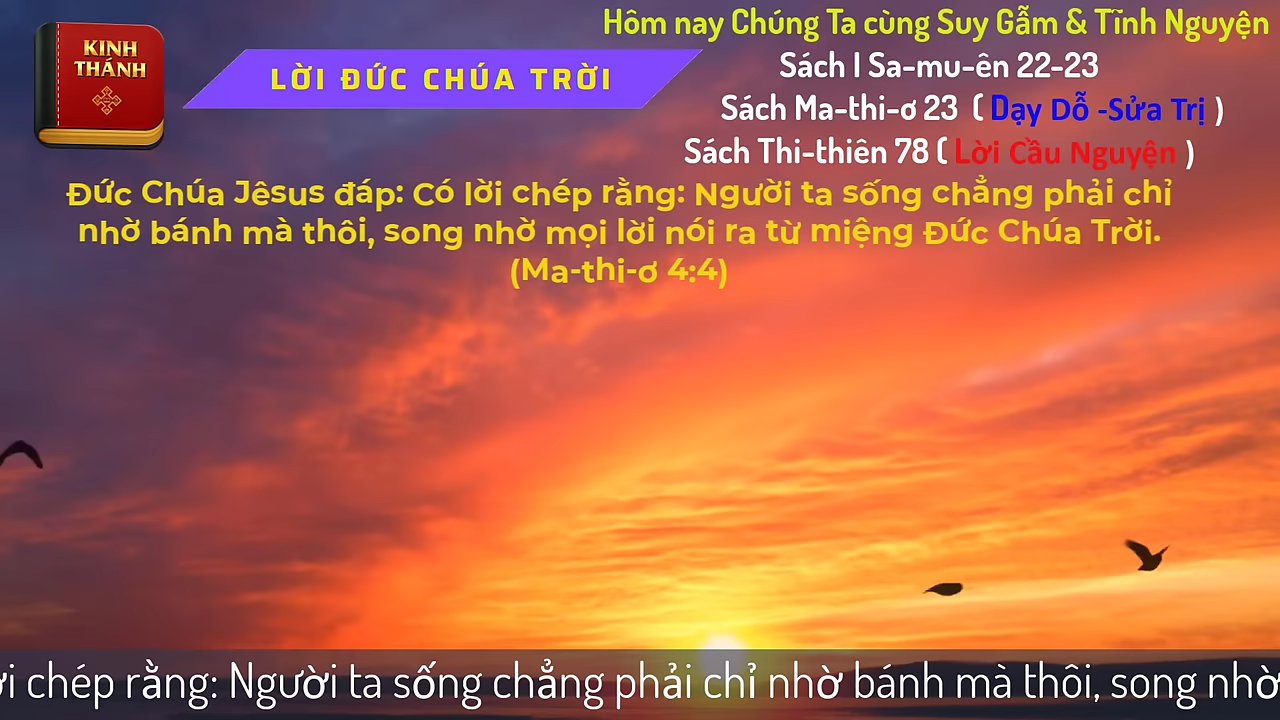 KINH
THÁNH
LỜI ĐỨC CHÚA TRỜI
Hôm nay Chúng Ta cùng Suy Gẫm & Tĩnh Nguyện
Sách I Sa-mu-ên 22-23
Sách Ma-thi-ơ 23 ( Dạy Dỗ -Sửa Trị )
Sách Thi-thiên 78 ( Lời Cầu Nguyện )
Đức Chúa Jêsus đáp: Có lời chép rằng: Người ta sống chẳng phải chỉ
nhờ bánh mà thôi, song nhờ mọi lời nói ra từ miệng Đức Chúa Trời.
(Ma-thi-ơ 4:4)
ời chép rằng: Người ta sống chẳng phải chỉ nhờ bánh mà thôi, song nhờ